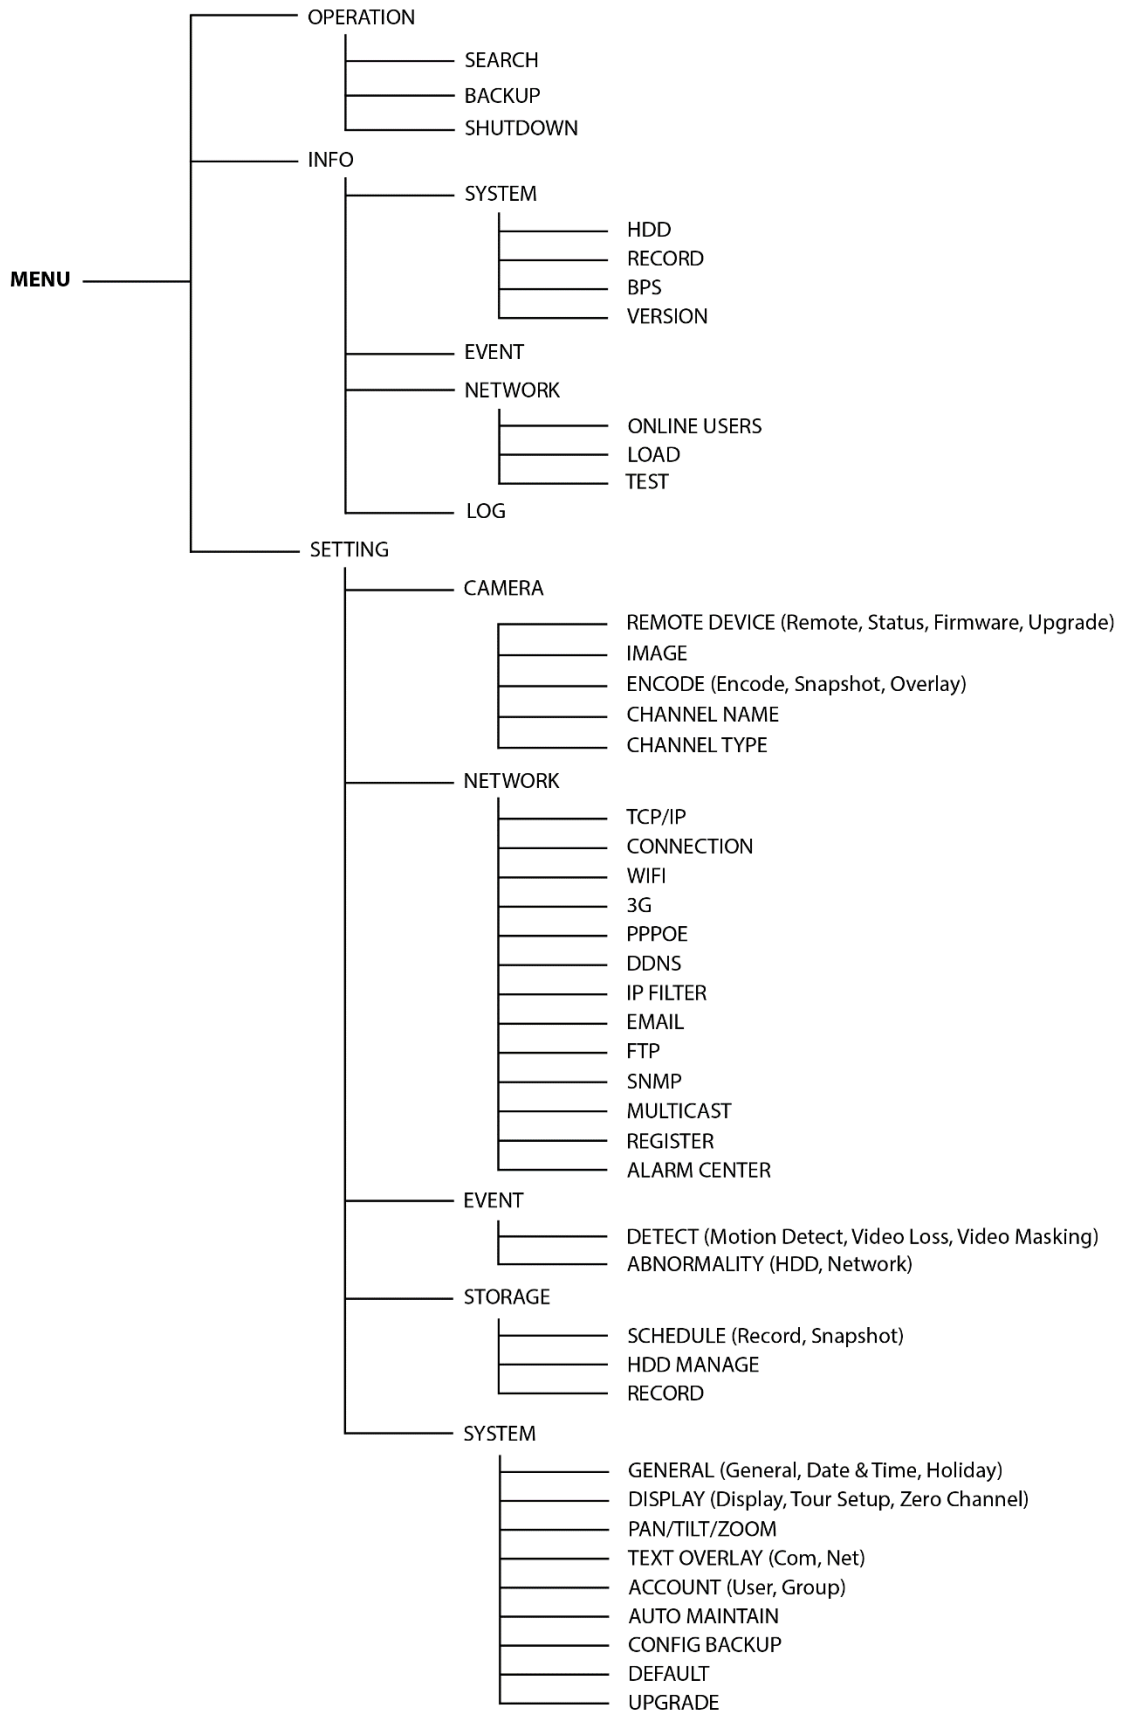 OPERATION
SEARCH
BACKUP
SHUTDOWN
INFO
SYSTEM
HDD
RECORD
BPS
VERSION
MENU
EVENT
NETWORK
ONLINE USERS
LOAD
TEST
LOG
SETTING
CAMERA
REMOTE DEVICE (Remote, Status, Firmware, Upgrade)
IMAGE
ENCODE (Encode, Snapshot, Overlay)
CHANNEL NAME
CHANNEL TYPE
NETWORK
TCP/IP
CONNECTION
WIFI
3G
PPPOE
DDNS
IP FILTER
EMAIL
FTP
SNMP
MULTICAST
REGISTER
ALARM CENTER
EVENT
DETECT (Motion Detect, Video Loss, Video Masking)
ABNORMALITY (HDD, Network)
STORAGE
SCHEDULE (Record, Snapshot)
HDD MANAGE
RECORD
SYSTEM
GENERAL (General, Date & Time, Holiday)
DISPLAY (Display, Tour Setup, Zero Channel)
PAN/TILT/ZOOM
TEXT OVERLAY (Com, Net)
ACCOUNT (User, Group)
AUTO MAINTAIN
CONFIG BACKUP
DEFAULT
UPGRADE